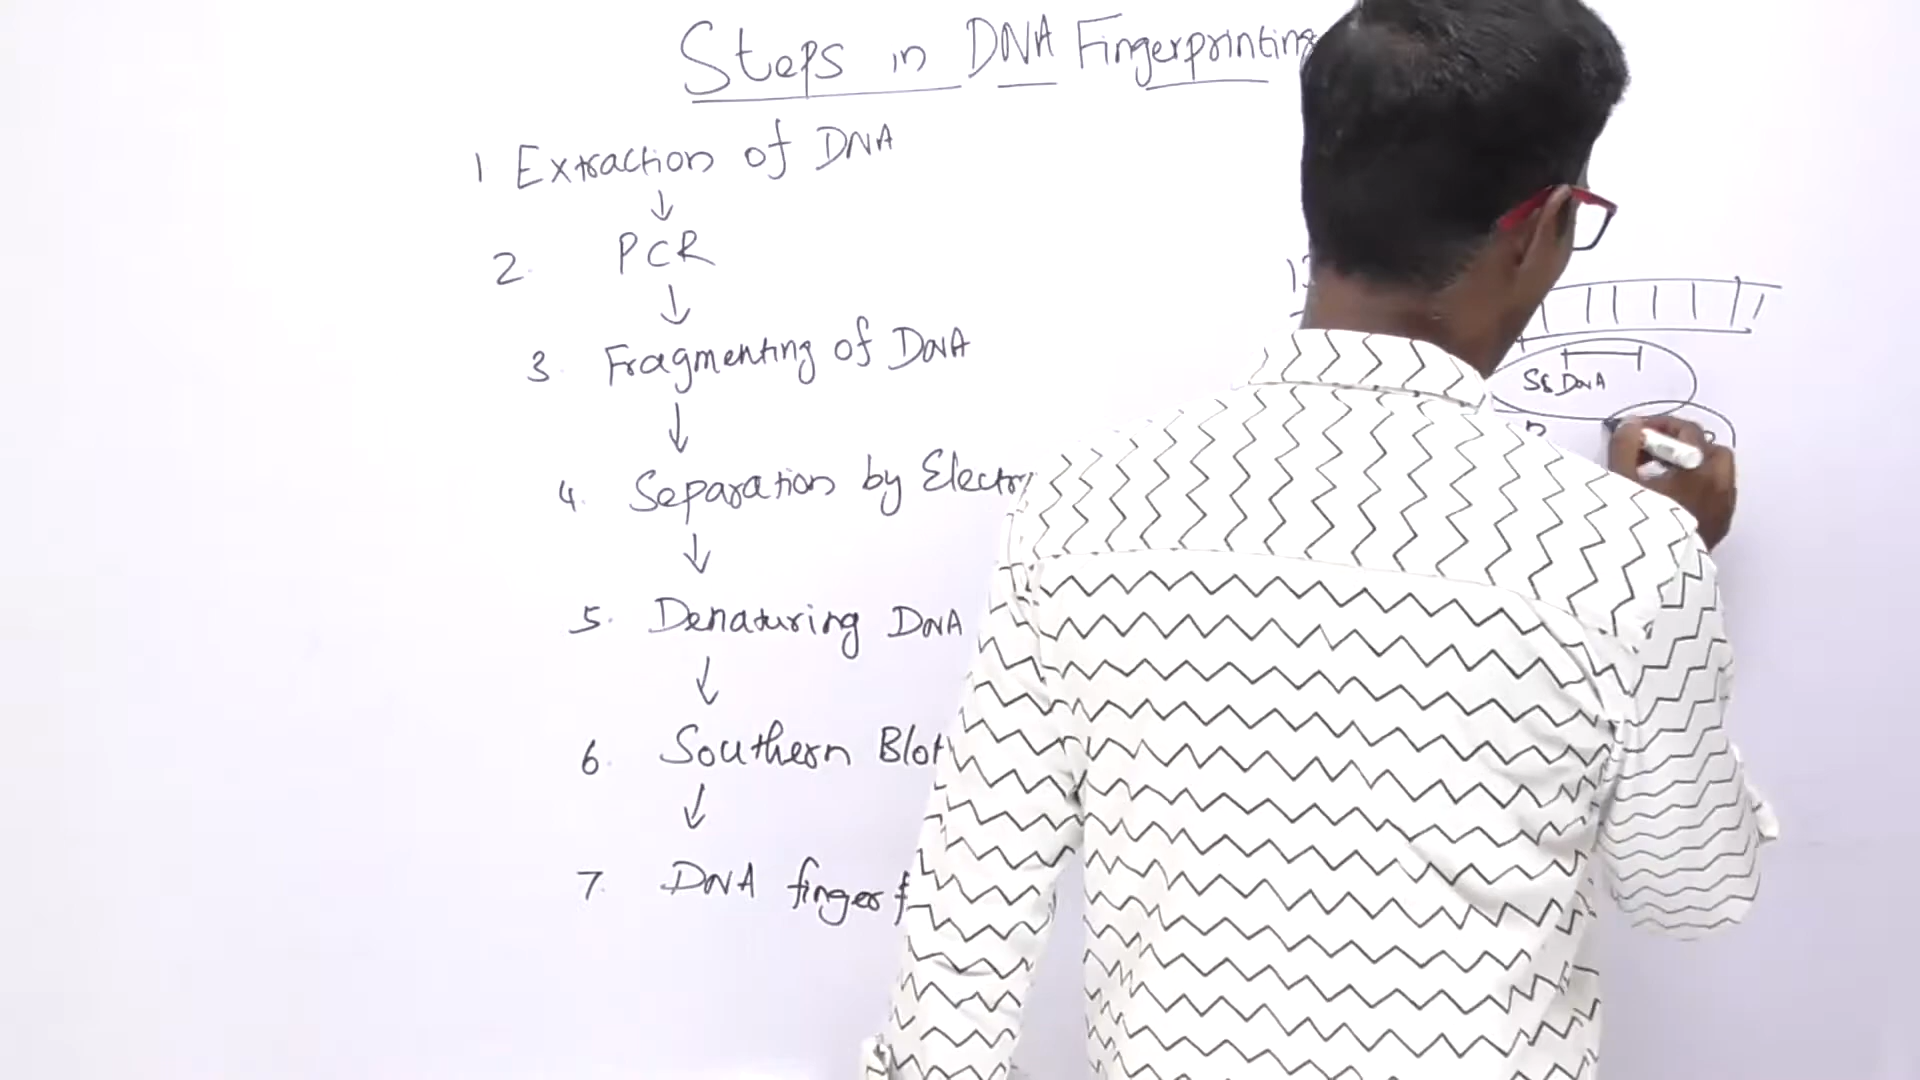 Steps in DNA Fingerprinting
1 Extraction of DNA
↓
2. PCR
↓
3. Fragmenting of DNA
↓
4. Separation by Electr
↓
5. Denaturing DNA
↓
6. Southern Blot
↓
7. DNA finger
SS DNA